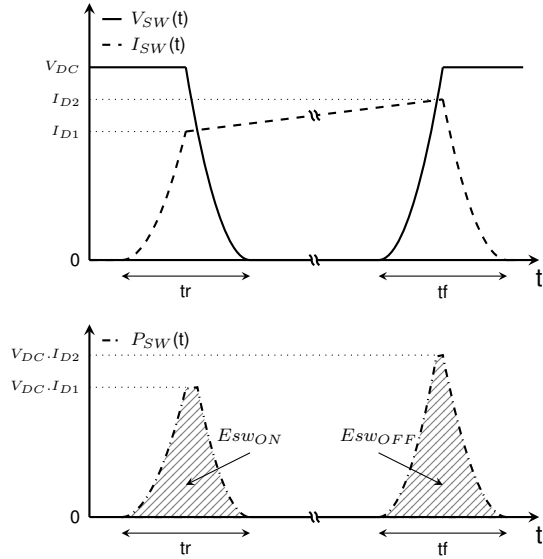 V_SW(t)
I_SW(t)
V_DC
I_D2
I_D1
0
t
tr
tf
P_SW(t)
V_DC.I_D2
V_DC.I_D1
Esw_ON
Esw_OFF
0
t
tr
tf